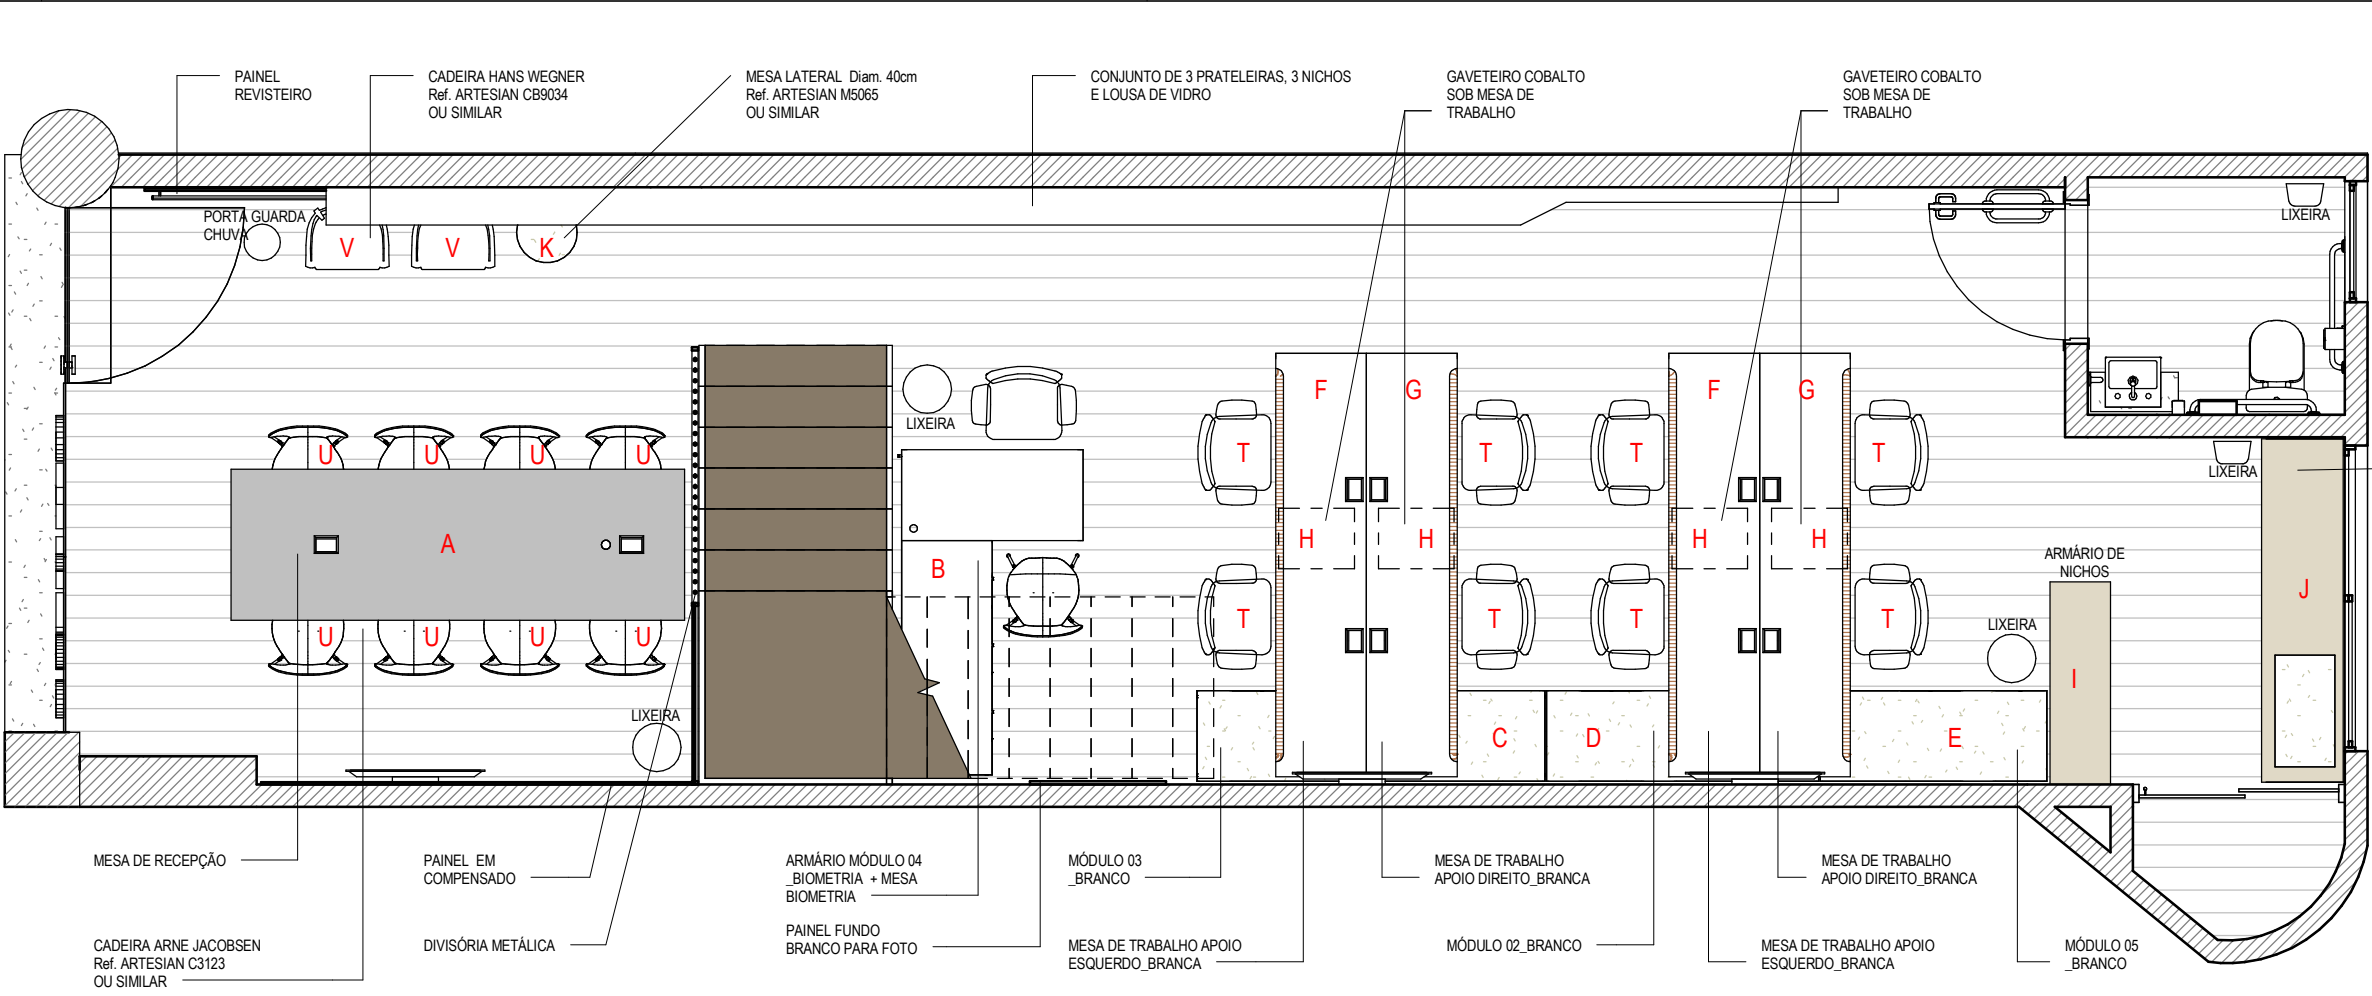 PAINEL
REVISTEIRO
CADEIRA HANS WEGNER
Ref. ARTESIAN CB9034
OU SIMILAR
MESA LATERAL Diam. 40cm
Ref. ARTESIAN M5065
OU SIMILAR
CONJUNTO DE 3 PRATELEIRAS, 3 NICHOS
E LOUSA DE VIDRO
GAVETEIRO COBALTO
SOB MESA DE
TRABALHO
GAVETEIRO COBALTO
SOB MESA DE
TRABALHO
PORTA GUARDA
CHUVA
V
V
K
LIXEIRA
F
G
F
G
LIXEIRA
U
U
U
U
T
T
T
T
LIXEIRA
A
H
H
H
H
B
ARMÁRIO DE
NICHOS
J
U
U
U
U
T
T
T
T
LIXEIRA
I
LIXEIRA
C
D
E
MESA DE RECEPÇÃO
PAINEL EM
COMPENSADO
ARMÁRIO MÓDULO 04
_BIOMETRIA + MESA
BIOMETRIA
MÓDULO 03
_BRANCO
MESA DE TRABALHO
APOIO DIREITO_BRANCA
MESA DE TRABALHO
APOIO DIREITO_BRANCA
CADEIRA ARNE JACOBSEN
Ref. ARTESIAN C3123
OU SIMILAR
DIVISÓRIA METÁLICA
PAINEL FUNDO
BRANCO PARA FOTO
MESA DE TRABALHO APOIO
ESQUERDO_BRANCA
MÓDULO 02_BRANCO
MESA DE TRABALHO APOIO
ESQUERDO_BRANCA
MÓDULO 05
_BRANCO